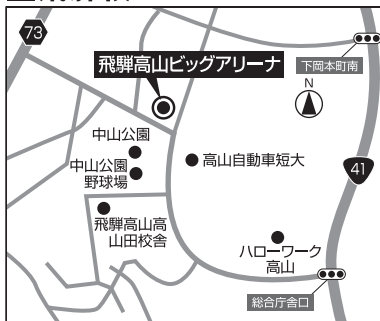 73
下岡本町南
飛騨高山ビッグアリーナ
N
中山公園
中山公園
野球場
高山自動車短大
41
飛騨高山高
山田校舎
ハローワーク
高山
総合庁舎口